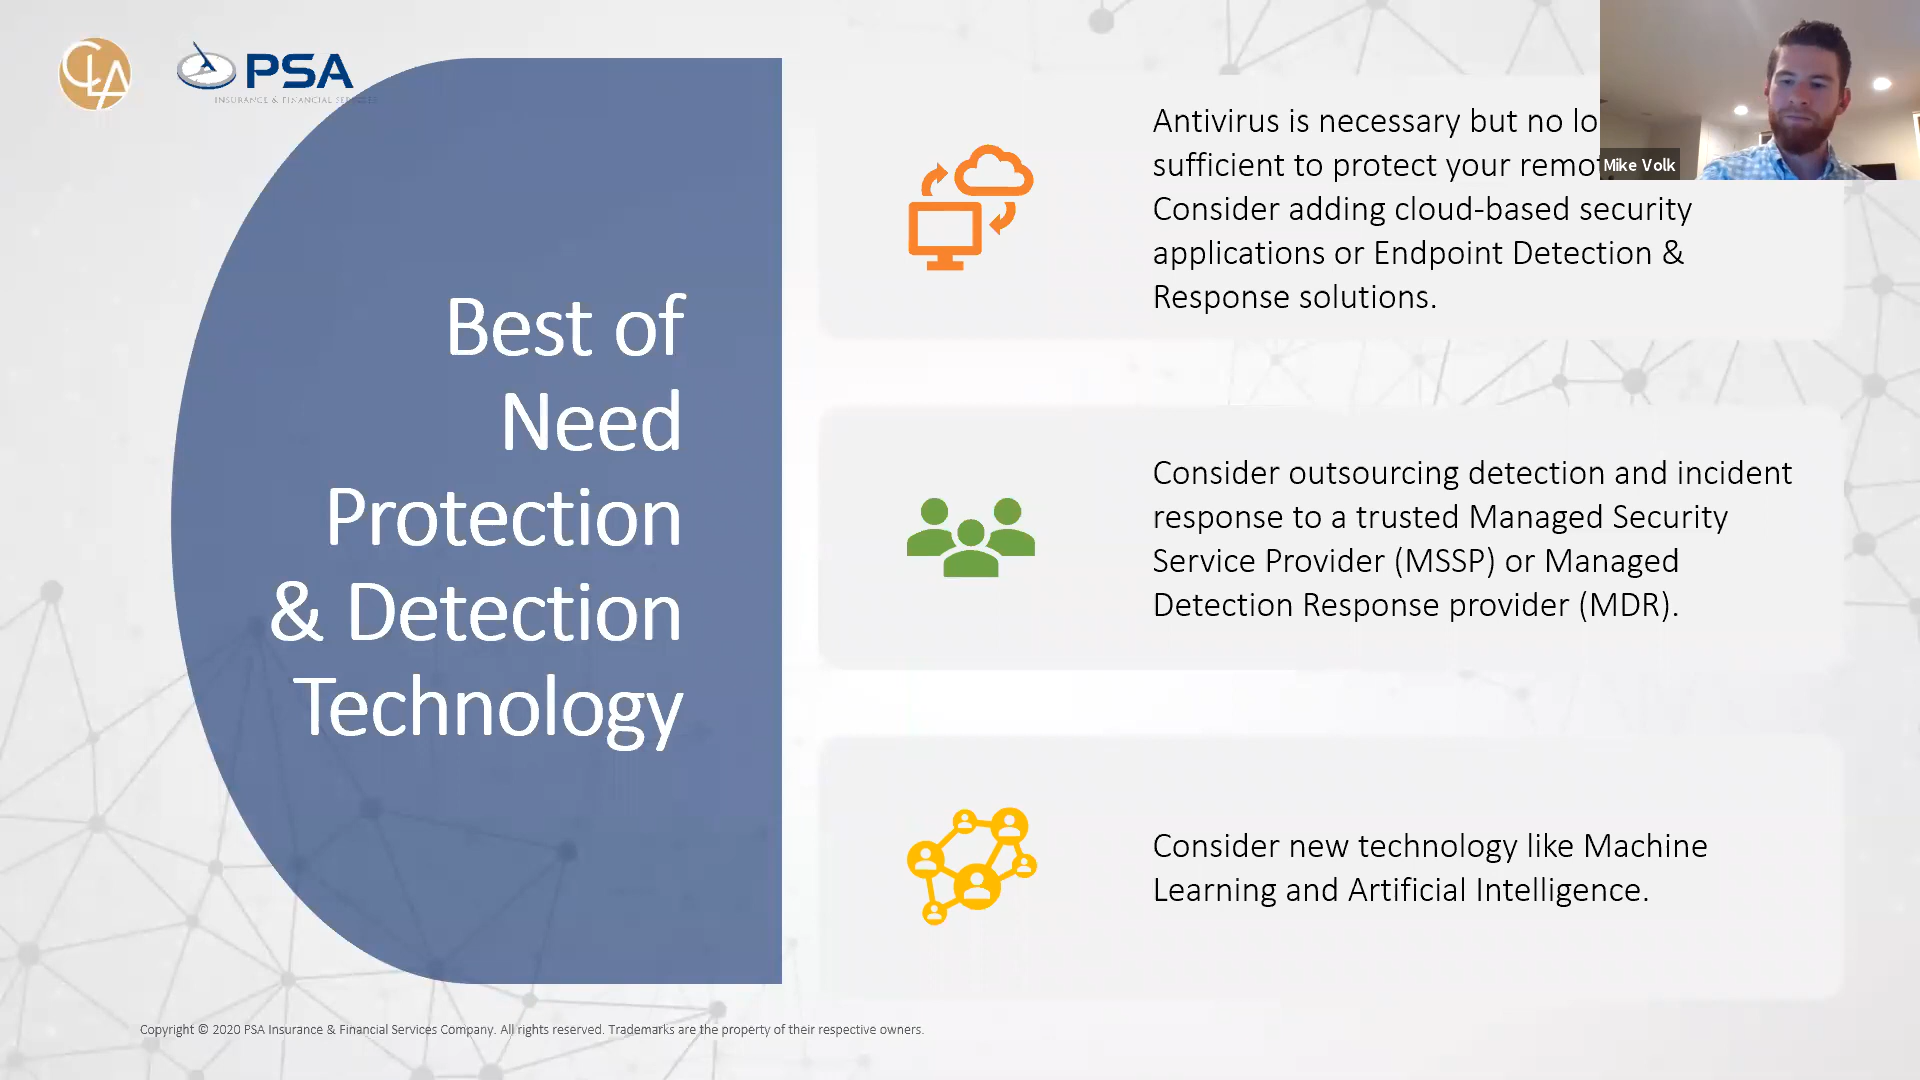 CLA
PSA
INSURANCE & FINANCIAL
Best of
Need
Protection
& Detection
Technology
Antivirus is necessary but no
sufficient to protect your
Consider adding cloud-based security
applications or Endpoint Detection &
Response solutions.
Mike Volk
Consider outsourcing detection and incident
response to a trusted Managed Security
Service Provider (MSSP) or Managed
Detection Response provider (MDR).
Consider new technology like Machine
Learning and Artificial Intelligence.
Copyright © 2020 PSA Insurance & Financial Services Company. All rights reserved. Trademarks are the property of their respective owners.